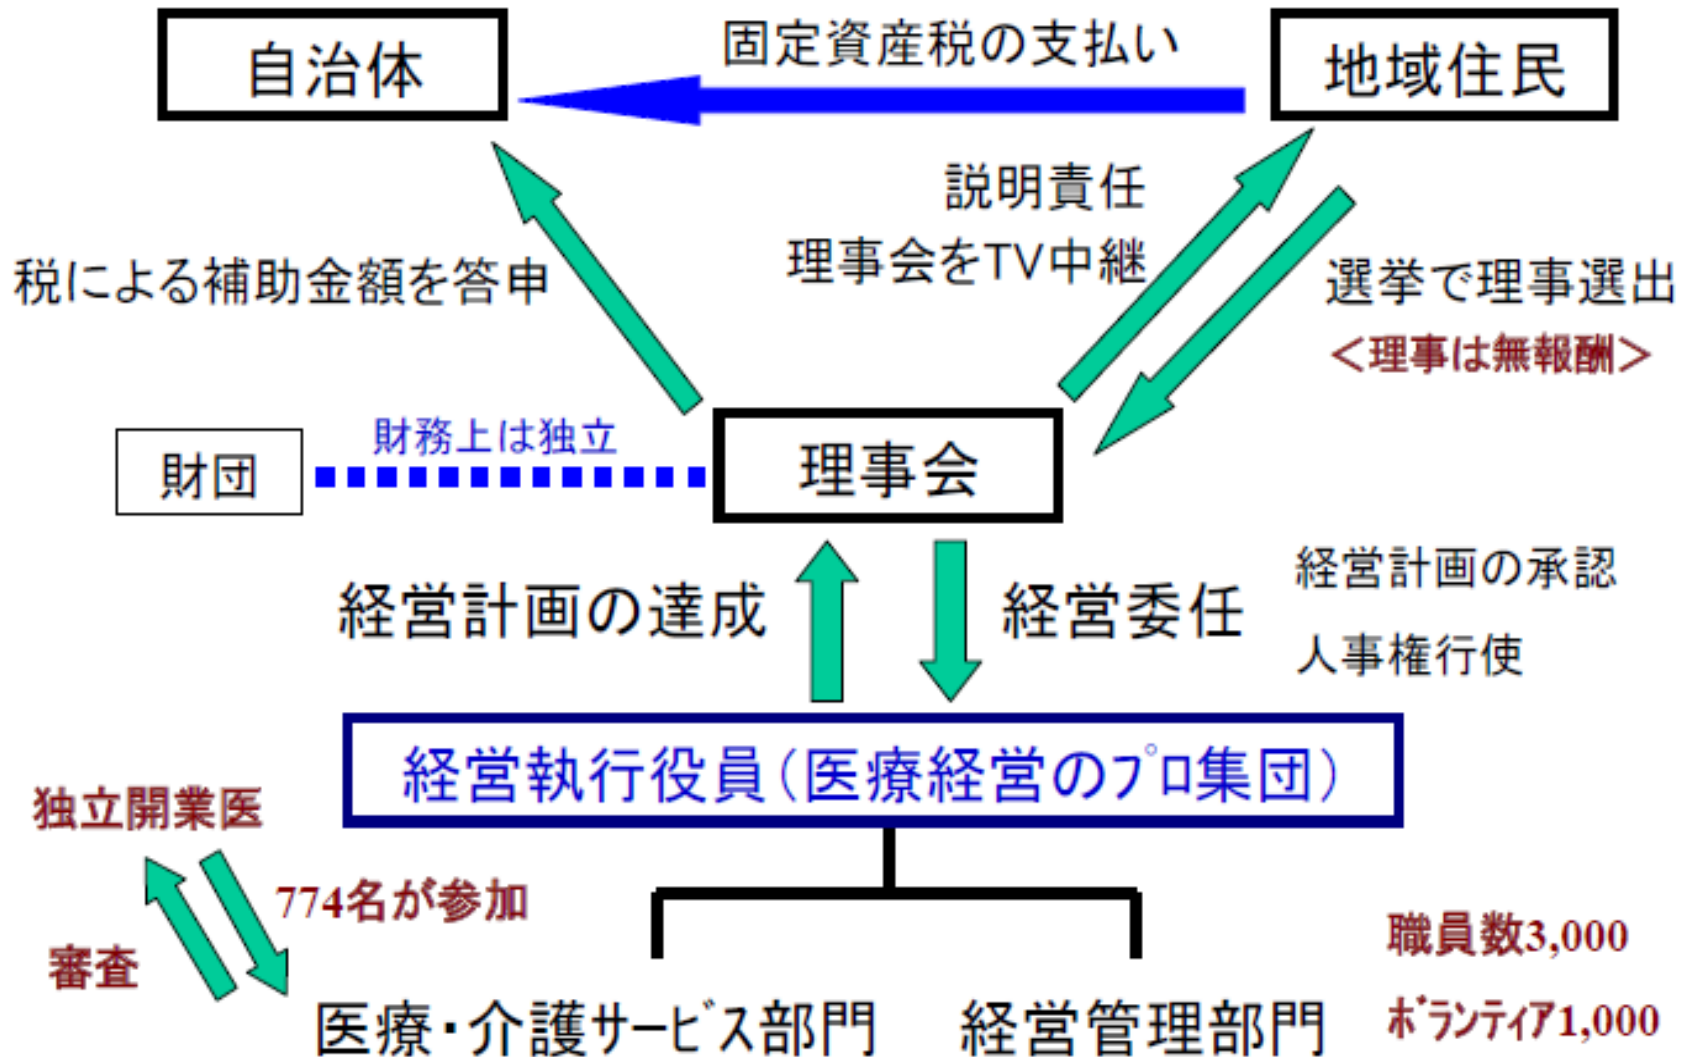 自治体
固定資産税の支払い
地域住民
説明責任
理事会をTV中継
税による補助金額を答申
選挙で理事選出
＜理事は無報酬＞
財団
財務上は独立
理事会
経営計画の達成
経営委任
経営計画の承認
人事権行使
経営執行役員（医療経営のﾌﾟﾛ集団）
独立開業医
774名が参加
審査
医療・介護ｻｰﾋﾞｽ部門
経営管理部門
職員数3,000
ﾎﾞﾗﾝﾃｨｱ1,000